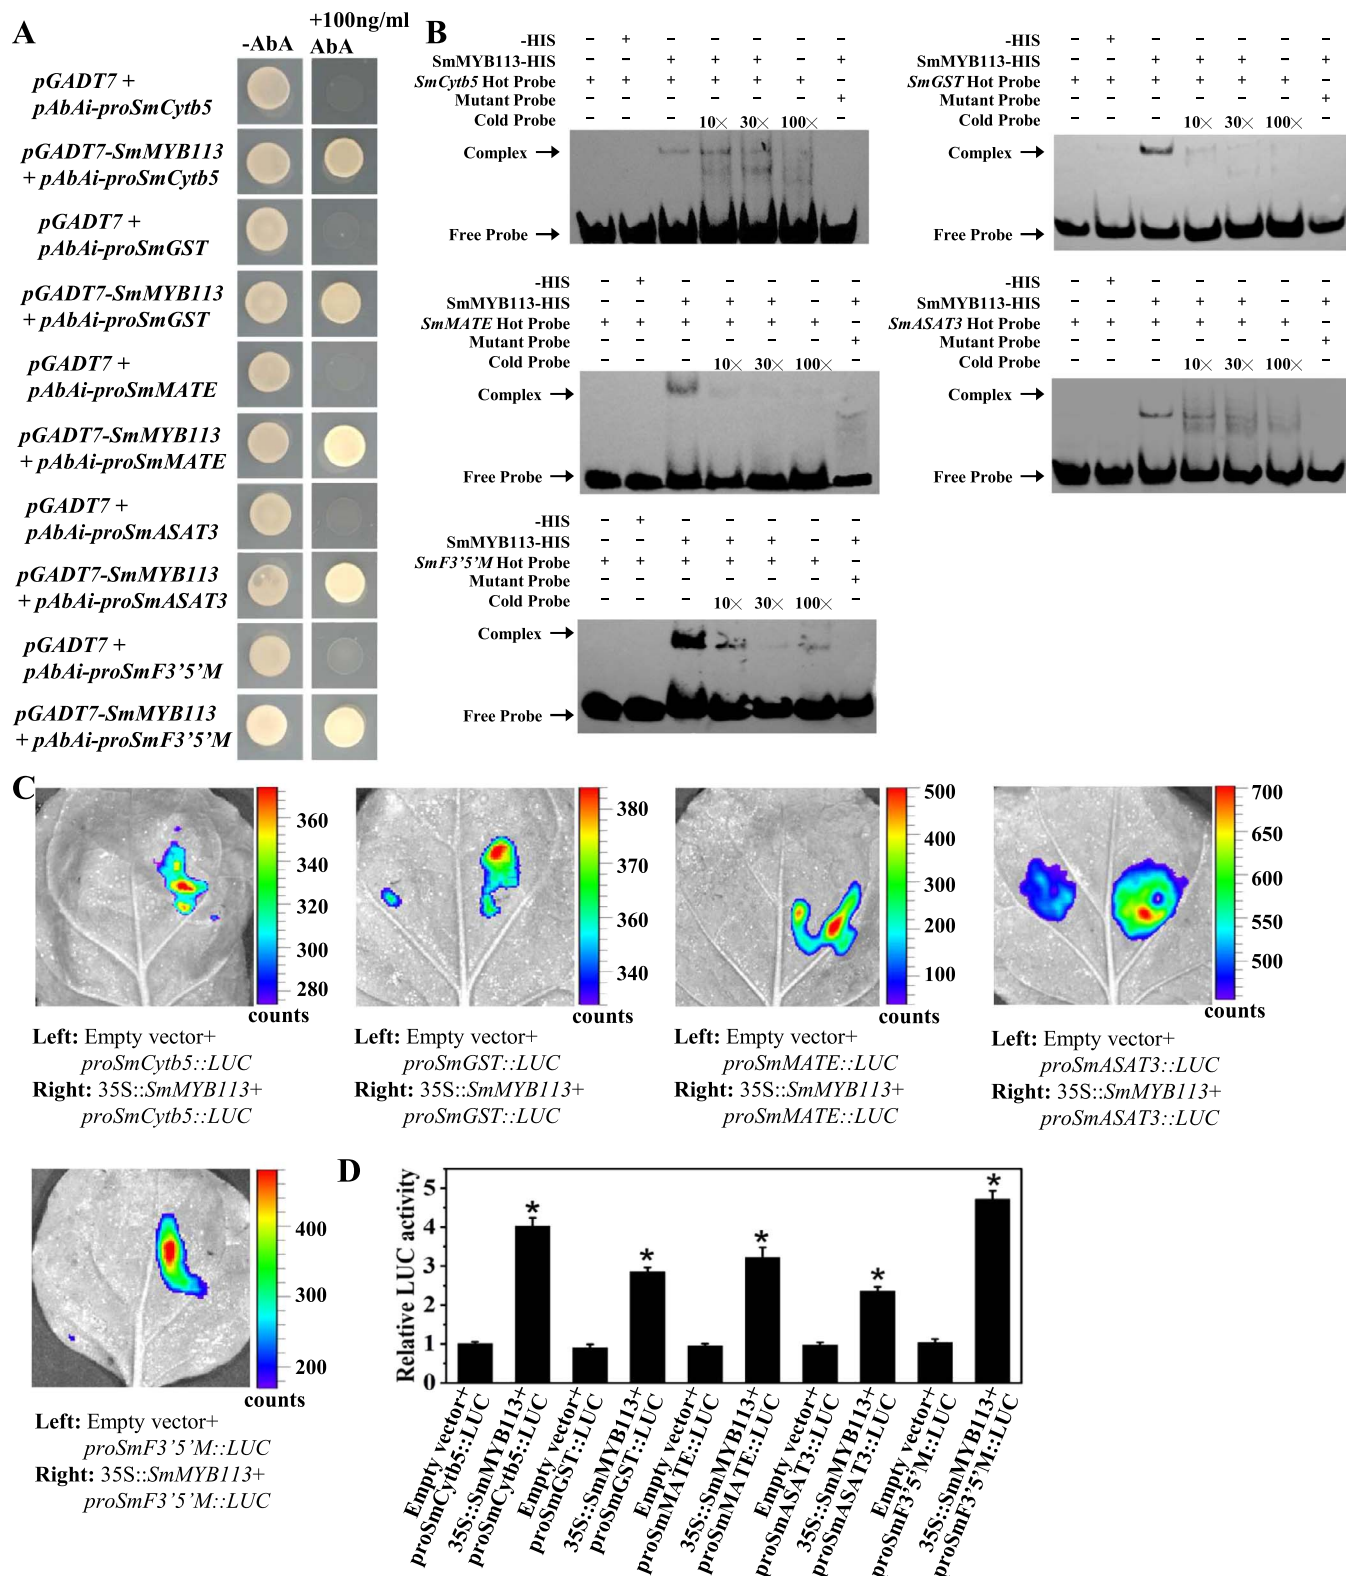 A
-AbA
+100ng/ml
AbA
pGADT7 +
pAbAi-proSmCytb5
pGADT7-SmMYB113
+ pAbAi-proSmCytb5
pGADT7 +
pAbAi-proSmGST
pGADT7-SmMYB113
+ pAbAi-proSmGST
pGADT7 +
pAbAi-proSmMATE
pGADT7-SmMYB113
+ pAbAi-proSmMATE
pGADT7 +
pAbAi-proSmASAT3
pGADT7-SmMYB113
+ pAbAi-proSmASAT3
pGADT7 +
pAbAi-proSmF3’5’M
pGADT7-SmMYB113
+ pAbAi-proSmF3’5’M
B
-HIS − + − − − − −
SmMYB113-HIS − − + + + − +
SmCytb5 Hot Probe + + + + + + −
Mutant Probe − − − − − − +
Cold Probe − − − 10× 30× 100× −
Complex →
Free Probe →
-HIS − + − − − − −
SmMYB113-HIS − − + + + − +
SmGST Hot Probe + + + + + + −
Mutant Probe − − − − − − +
Cold Probe − − − 10× 30× 100× −
Complex →
Free Probe →
-HIS − + − − − − −
SmMYB113-HIS − − + + + − +
SmMATE Hot Probe + + + + + + −
Mutant Probe − − − − − − +
Cold Probe − − − 10× 30× 100× −
Complex →
Free Probe →
-HIS − + − − − − −
SmMYB113-HIS − − + + + − +
SmASAT3 Hot Probe + + + + + + −
Mutant Probe − − − − − − +
Cold Probe − − − 10× 30× 100× −
Complex →
Free Probe →
-HIS − + − − − − −
SmMYB113-HIS − − + + + − +
SmF3’5’M Hot Probe + + + + + + −
Mutant Probe − − − − − − +
Cold Probe − − − 10× 30× 100× −
Complex →
Free Probe →
C
360
340
320
300
280
counts
Left: Empty vector+
proSmCytb5::LUC
Right: 35S::SmMYB113+
proSmCytb5::LUC
380
370
360
340
counts
Left: Empty vector+
proSmGST::LUC
Right: 35S::SmMYB113+
proSmGST::LUC
500
400
300
200
100
counts
Left: Empty vector+
proSmMATE::LUC
Right: 35S::SmMYB113+
proSmMATE::LUC
700
650
600
550
500
counts
Left: Empty vector+
proSmASAT3::LUC
Right: 35S::SmMYB113+
proSmASAT3::LUC
400
300
200
counts
Left: Empty vector+
proSmF3’5’M::LUC
Right: 35S::SmMYB113+
proSmF3’5’M::LUC
D
Relative LUC activity
5
4
3
2
1
0
* * * * *
Empty vector+
proSmCytb5::LUC
35S::SmMYB113+
proSmCytb5::LUC
Empty vector+
proSmGST::LUC
35S::SmMYB113+
proSmGST::LUC
Empty vector+
proSmMATE::LUC
35S::SmMYB113+
proSmMATE::LUC
Empty vector+
proSmASAT3::LUC
35S::SmMYB113+
proSmASAT3::LUC
Empty vector+
proSmF3’5’M::LUC
35S::SmMYB113+
proSmF3’5’M::LUC